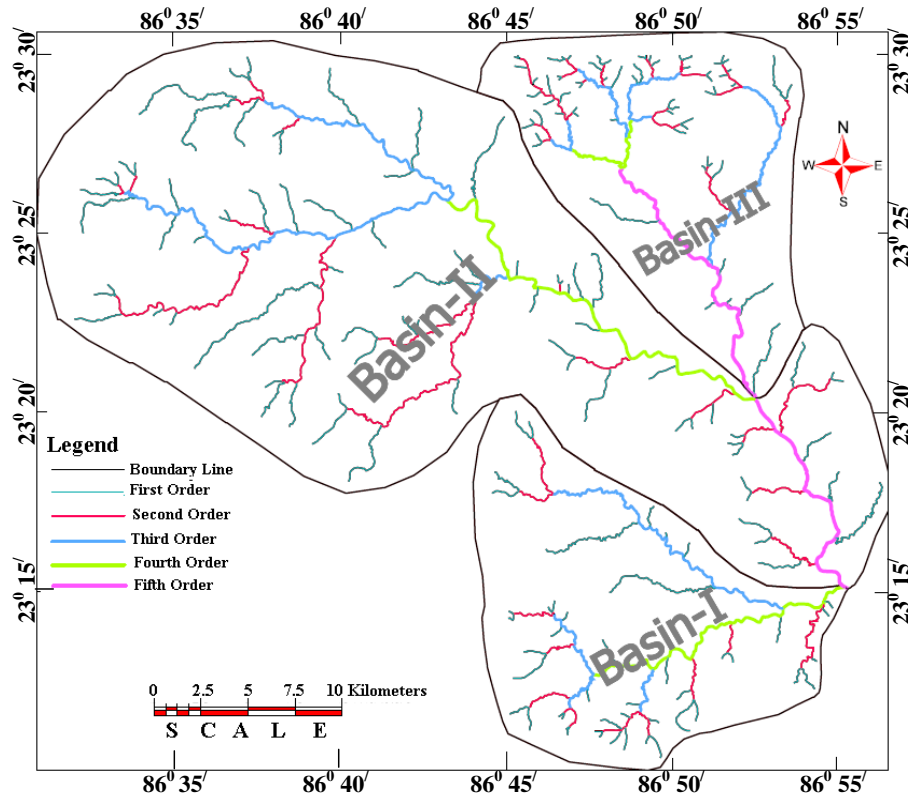 86⁰ 35/ 86⁰ 40/ 86⁰ 45/ 86⁰ 50/ 86⁰ 55/
23⁰ 30/ 23⁰ 30/
N
W E
S
Basin-III
23⁰ 25/ 23⁰ 25/
Basin-II
23⁰ 20/ 23⁰ 20/
Legend
Boundary Line
First Order
Second Order
Third Order
Fourth Order
Fifth Order
23⁰ 15/ 23⁰ 15/
Basin-I
0 2.5 5 7.5 10 Kilometers
S C A L E
86⁰ 35/ 86⁰ 40/ 86⁰ 45/ 86⁰ 50/ 86⁰ 55/